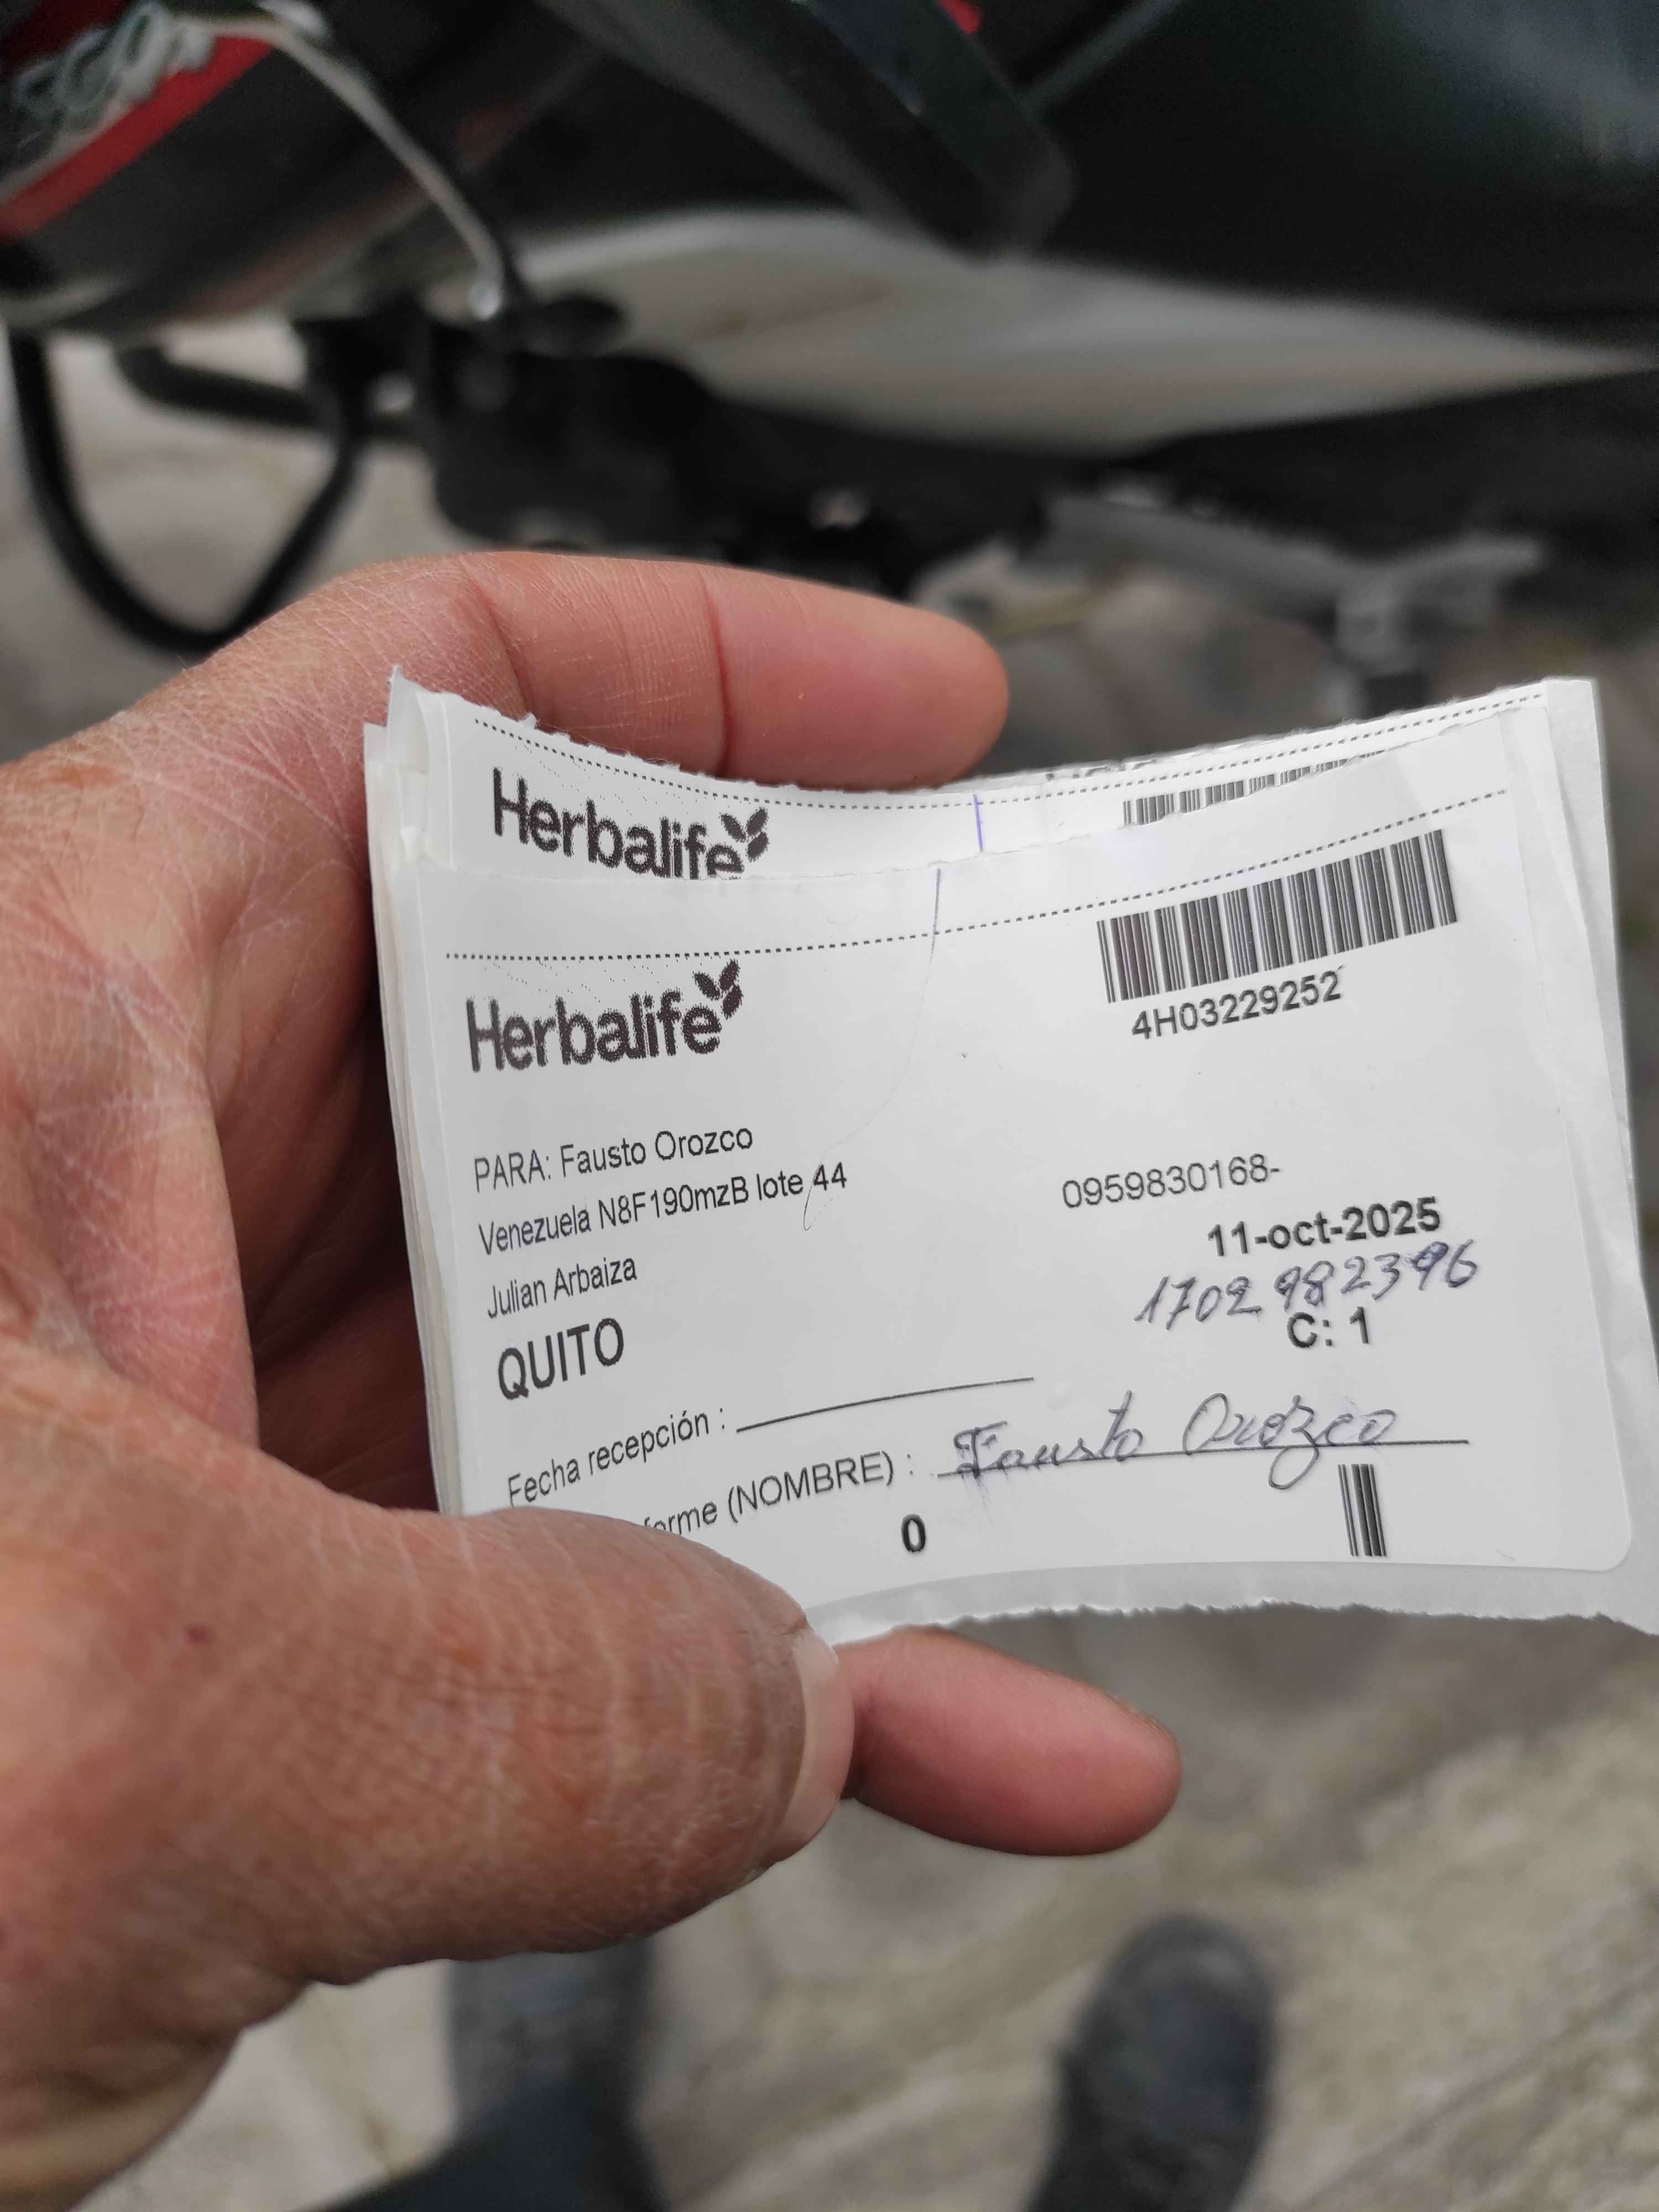 Herbalife
Herbalife
4H03229252
PARA: Fausto Orozco
Venezuela N8F190mzB lote 44
0959830168-
Julian Arbaiza
11-oct-2025
1702982396
QUITO
C: 1
Fecha recepción :
forme (NOMBRE) : Fausto Orozco
0